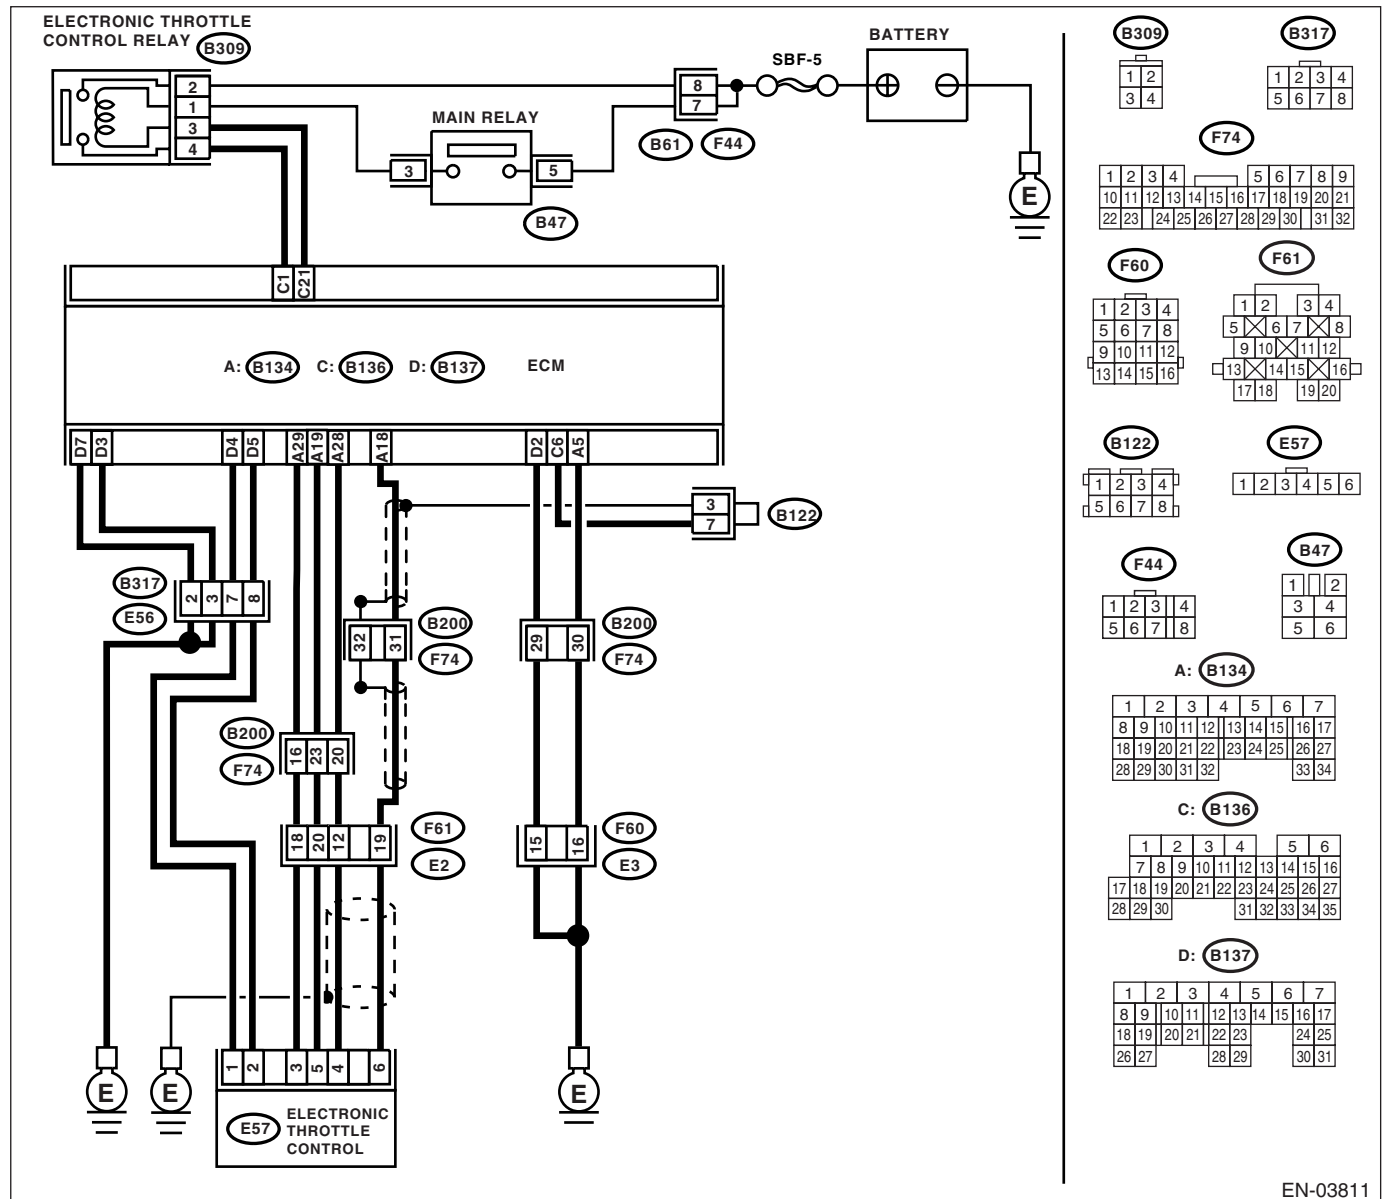 ELECTRONIC THROTTLE
CONTROL RELAY B309
2
1
3
4
MAIN RELAY
3
5
B47
8
7
B61 F44
SBF-5
BATTERY
E
C1 C21
A: B134 C: B136 D: B137 ECM
D7 D3 D4 D5 A29 A19 A28 A18 D2 C6 A5
3
7
B122
B317
E56
2 3 7 8
32 31
B200
F74
29 30
B200
F74
B200
F74
16 23 20
18 20 12 19
F61
E2
15 16
F60
E3
E E E
1 2 3 5 4 6
E57 ELECTRONIC
THROTTLE
CONTROL
B309 B317
1 2
3 4
1 2 3 4
5 6 7 8
F74
1 2 3 4 5 6 7 8 9
10 11 12 13 14 15 16 17 18 19 20 21
22 23 24 25 26 27 28 29 30 31 32
F60 F61
1 2 3 4
5 6 7 8
9 10 11 12
13 14 15 16
1 2 3 4
5 6 7 8
9 10 11 12
13 14 15 16
17 18 19 20
B122 E57
1 2 3 4
5 6 7 8
1 2 3 4 5 6
F44 B47
1 2 3 4
5 6 7 8
1 2
3 4
5 6
A: B134
1 2 3 4 5 6 7
8 9 10 11 12 13 14 15 16 17
18 19 20 21 22 23 24 25 26 27
28 29 30 31 32 33 34
C: B136
1 2 3 4 5 6
7 8 9 10 11 12 13 14 15 16
17 18 19 20 21 22 23 24 25 26 27
28 29 30 31 32 33 34 35
D: B137
1 2 3 4 5 6 7
8 9 10 11 12 13 14 15 16 17
18 19 20 21 22 23 24 25
26 27 28 29 30 31
EN-03811